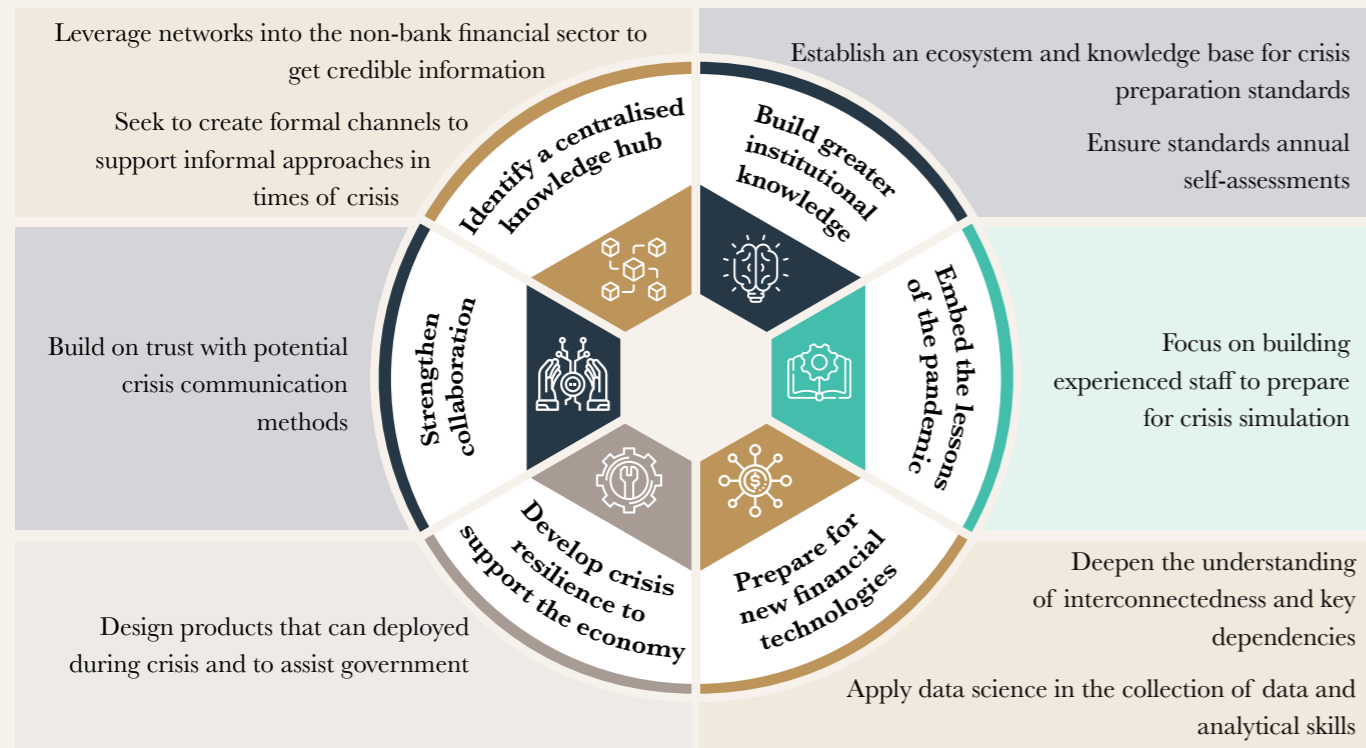 Leverage networks into the non-bank financial sector to
get credible information
Seek to create formal channels to
support informal approaches in
times of crisis
Identify a centralised
knowledge hub
Build greater
institutional
knowledge
Establish an ecosystem and knowledge base for crisis
preparation standards
Ensure standards annual
self-assessments
Build on trust with potential
crisis communication
methods
Strengthen
collaboration
Embed the lessons
of the pandemic
Focus on building
experienced staff to prepare
for crisis simulation
Design products that can deployed
during crisis and to assist government
Develop crisis
resilience to
support the economy
Prepare for
new financial
technologies
Deepen the understanding
of interconnectedness and key
dependencies
Apply data science in the collection of data and
analytical skills
$